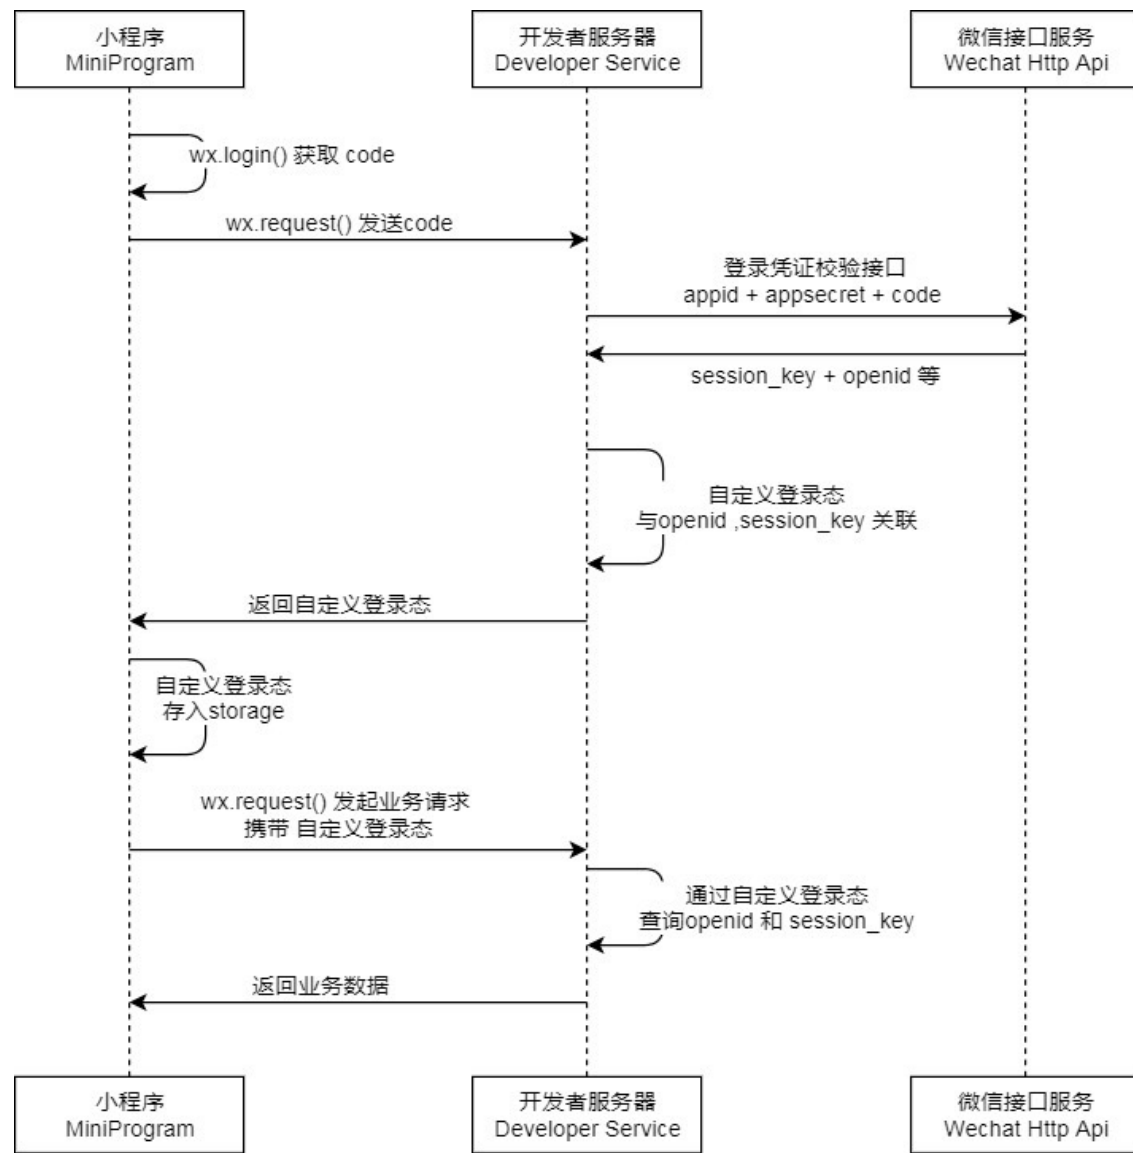 小程序
MiniProgram
开发者服务器
Developer Service
微信接口服务
Wechat Http Api
wx.login() 获取 code
wx.request() 发送code
登录凭证校验接口
appid + appsecret + code
session_key + openid 等
自定义登录态
与openid ,session_key 关联
返回自定义登录态
自定义登录态
存入storage
wx.request() 发起业务请求
携带 自定义登录态
通过自定义登录态
查询openid 和 session_key
返回业务数据
小程序
MiniProgram
开发者服务器
Developer Service
微信接口服务
Wechat Http Api